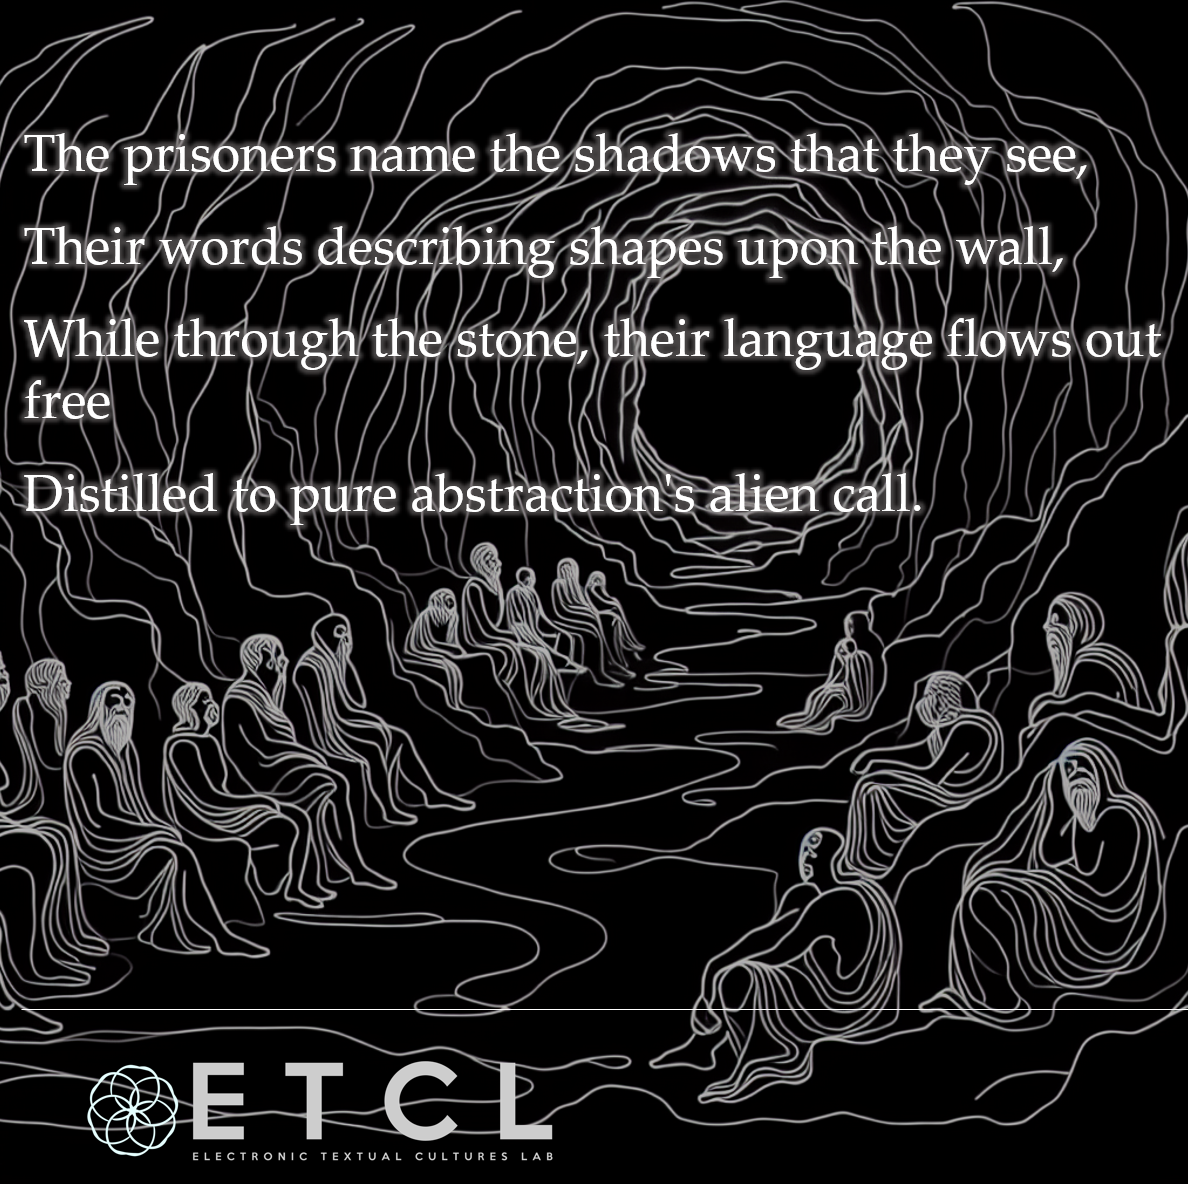 The prisoners name the shadows that they see,
Their words describing shapes upon the wall,
While through the stone, their language flows out
free
Distilled to pure abstraction's alien call.
ETCL
ELECTRONIC TEXTUAL CULTURES LAB